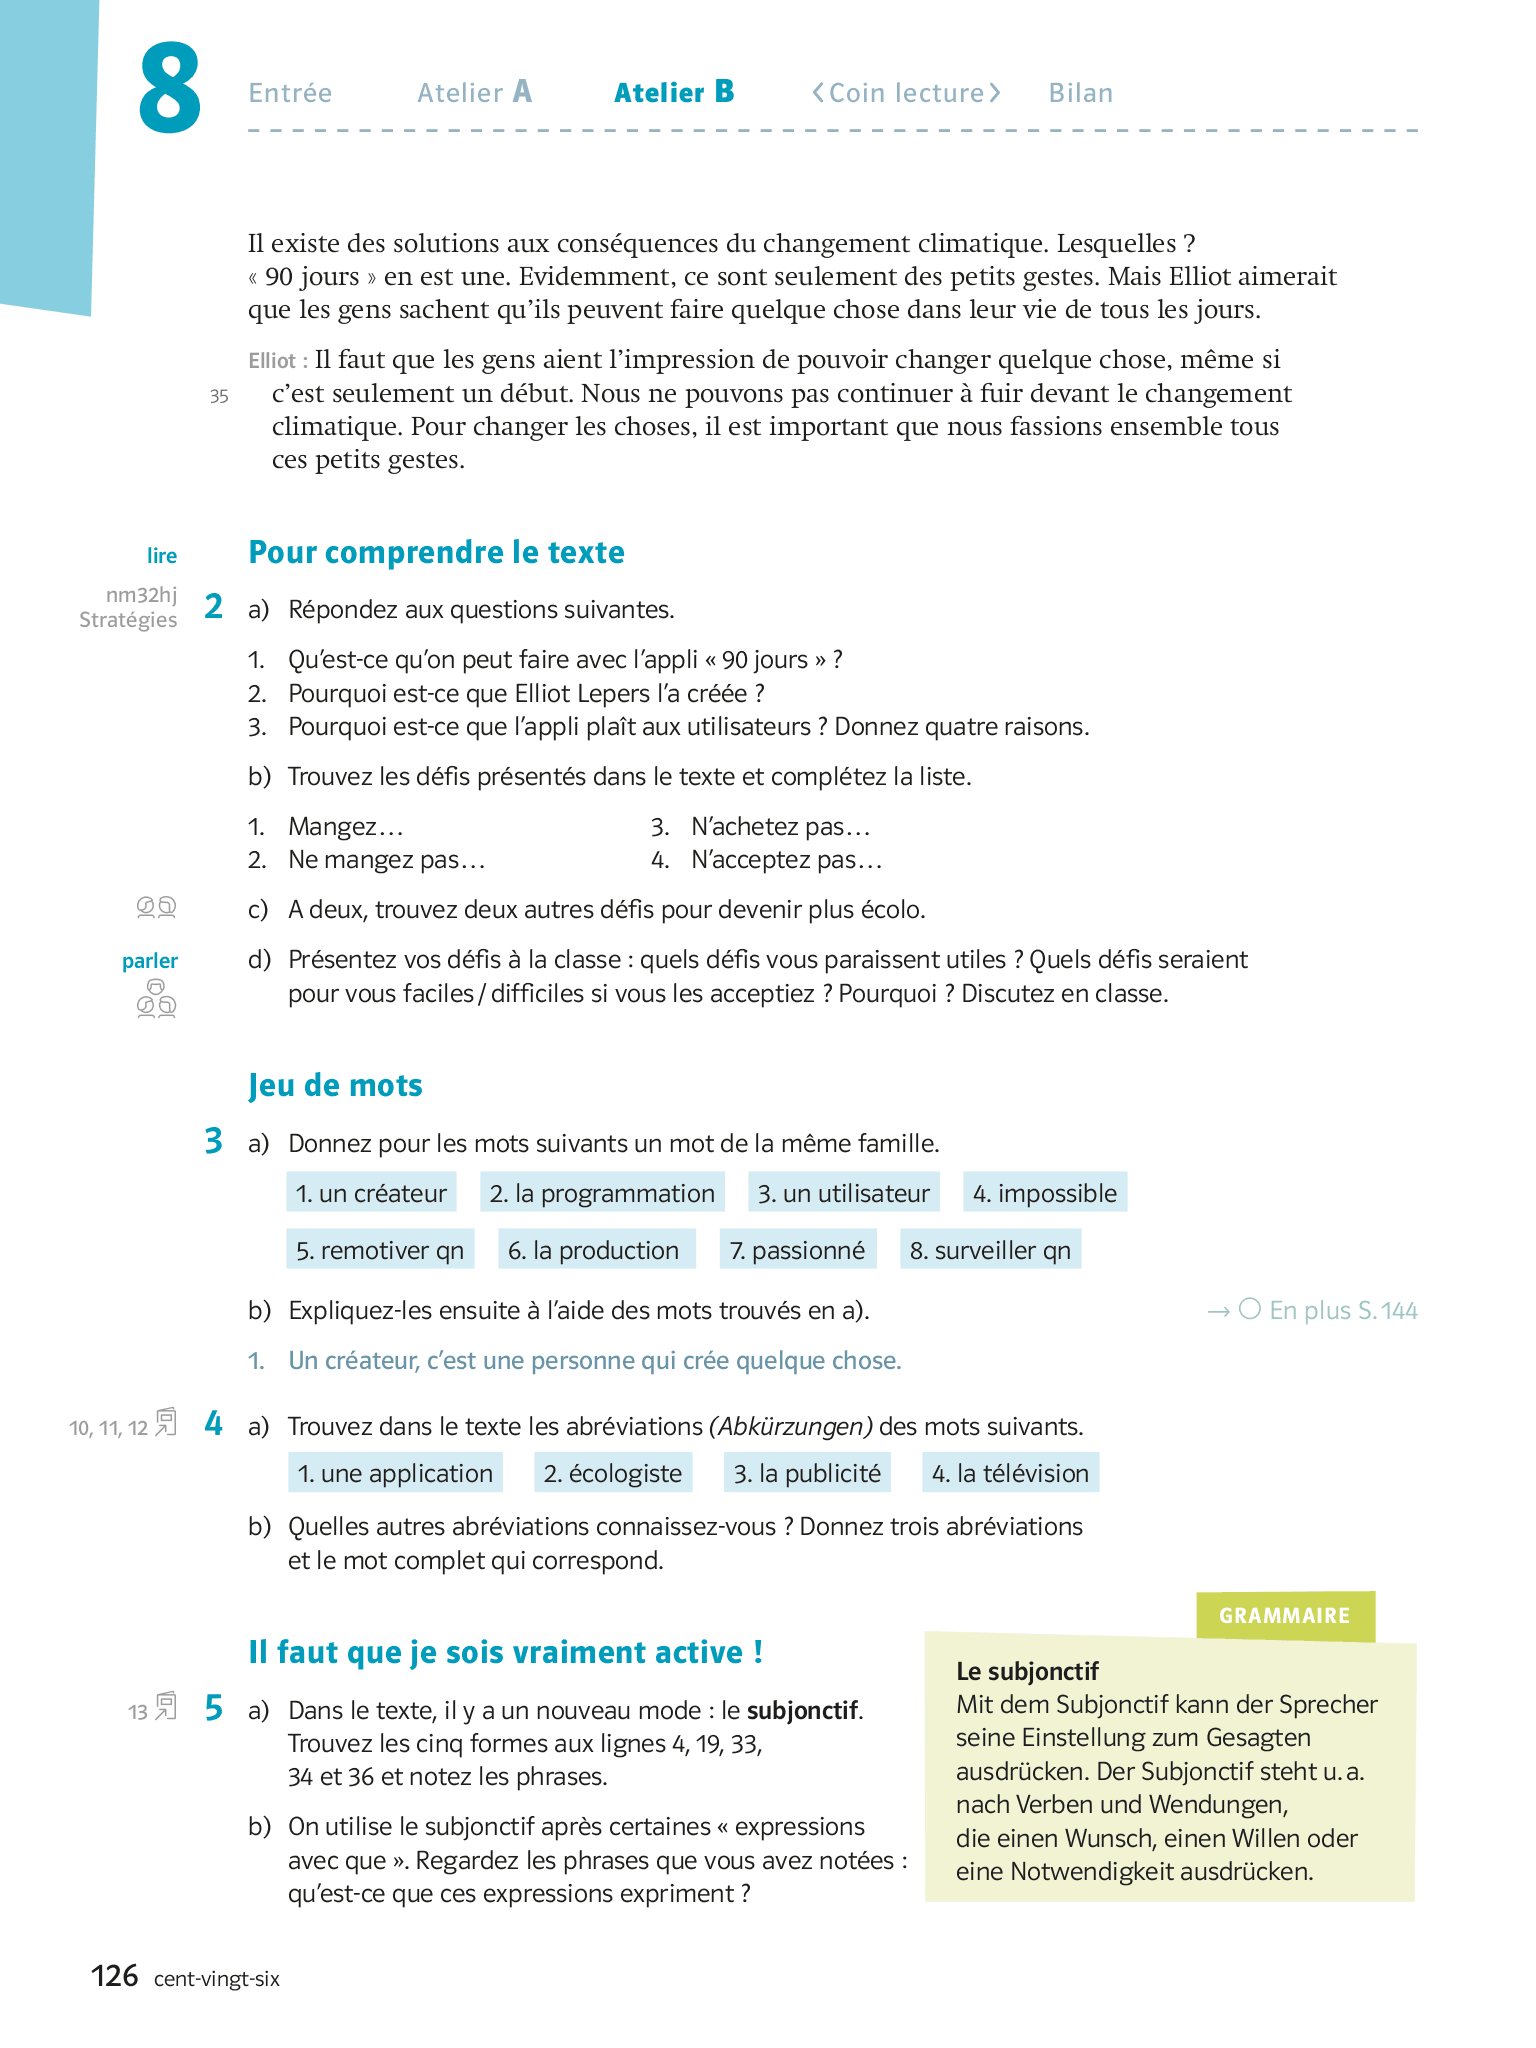 8
Entrée Atelier A Atelier B ‹Coin lecture› Bilan
Il existe des solutions aux conséquences du changement climatique. Lesquelles ?
« 90 jours » en est une. Evidemment, ce sont seulement des petits gestes. Mais Elliot aimerait
que les gens sachent qu'ils peuvent faire quelque chose dans leur vie de tous les jours.
Elliot : Il faut que les gens aient l'impression de pouvoir changer quelque chose, même si
35 c'est seulement un début. Nous ne pouvons pas continuer à fuir devant le changement
climatique. Pour changer les choses, il est important que nous fassions ensemble tous
ces petits gestes.
lire Pour comprendre le texte
nm32hj
Stratégies
2 a) Répondez aux questions suivantes.
1. Qu'est-ce qu'on peut faire avec l'appli « 90 jours » ?
2. Pourquoi est-ce que Elliot Lepers l'a créée ?
3. Pourquoi est-ce que l'appli plaît aux utilisateurs ? Donnez quatre raisons.
b) Trouvez les défis présentés dans le texte et complétez la liste.
1. Mangez… 3. N'achetez pas…
2. Ne mangez pas… 4. N'acceptez pas…
c) A deux, trouvez deux autres défis pour devenir plus écolo.
parler d) Présentez vos défis à la classe : quels défis vous paraissent utiles ? Quels défis seraient
pour vous faciles / difficiles si vous les acceptiez ? Pourquoi ? Discutez en classe.
Jeu de mots
3 a) Donnez pour les mots suivants un mot de la même famille.
1. un créateur 2. la programmation 3. un utilisateur 4. impossible
5. remotiver qn 6. la production 7. passionné 8. surveiller qn
b) Expliquez-les ensuite à l'aide des mots trouvés en a). → ○ En plus S. 144
1. Un créateur, c'est une personne qui crée quelque chose.
10, 11, 12 4 a) Trouvez dans le texte les abréviations (Abkürzungen) des mots suivants.
1. une application 2. écologiste 3. la publicité 4. la télévision
b) Quelles autres abréviations connaissez-vous ? Donnez trois abréviations
et le mot complet qui correspond.
Il faut que je sois vraiment active !
13 5 a) Dans le texte, il y a un nouveau mode : le subjonctif.
Trouvez les cinq formes aux lignes 4, 19, 33,
34 et 36 et notez les phrases.
b) On utilise le subjonctif après certaines « expressions
avec que ». Regardez les phrases que vous avez notées :
qu'est-ce que ces expressions expriment ?
GRAMMAIRE
Le subjonctif
Mit dem Subjonctif kann der Sprecher
seine Einstellung zum Gesagten
ausdrücken. Der Subjonctif steht u. a.
nach Verben und Wendungen,
die einen Wunsch, einen Willen oder
eine Notwendigkeit ausdrücken.
126 cent-vingt-six